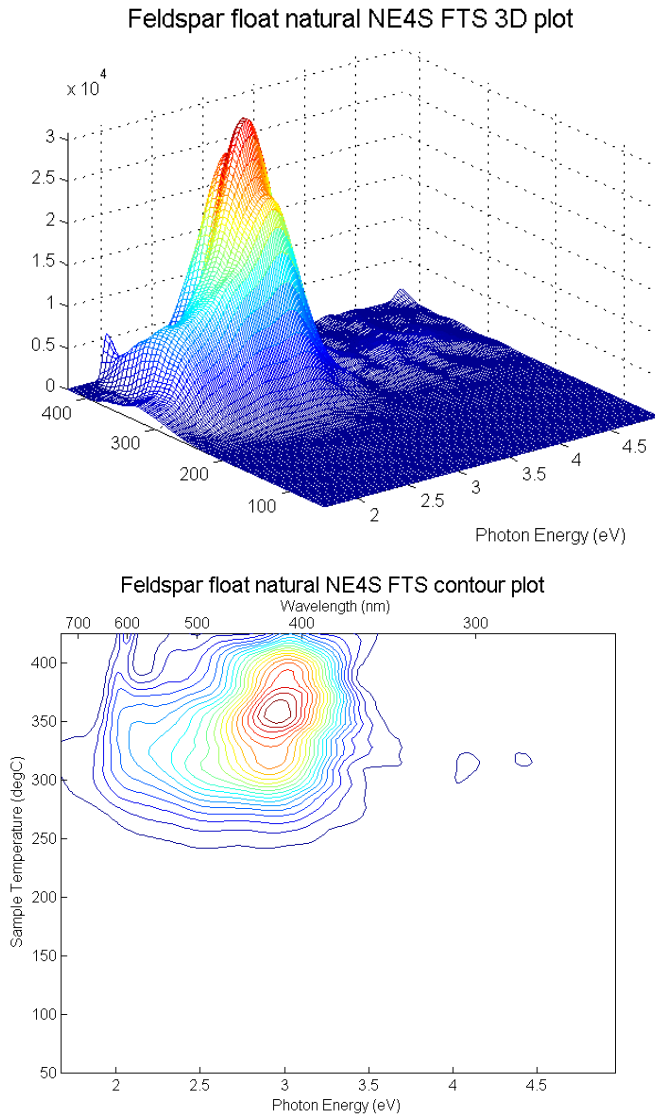 Feldspar float natural NE4S FTS 3D plot
x 10^4
3
2.5
2
1.5
1
0.5
0
400
300
200
100
2
2.5
3
3.5
4
4.5
Photon Energy (eV)
Feldspar float natural NE4S FTS contour plot
Wavelength (nm)
700 600 500 400 300
Sample Temperature (degC)
400
350
300
250
200
150
100
50
2 2.5 3 3.5 4 4.5
Photon Energy (eV)